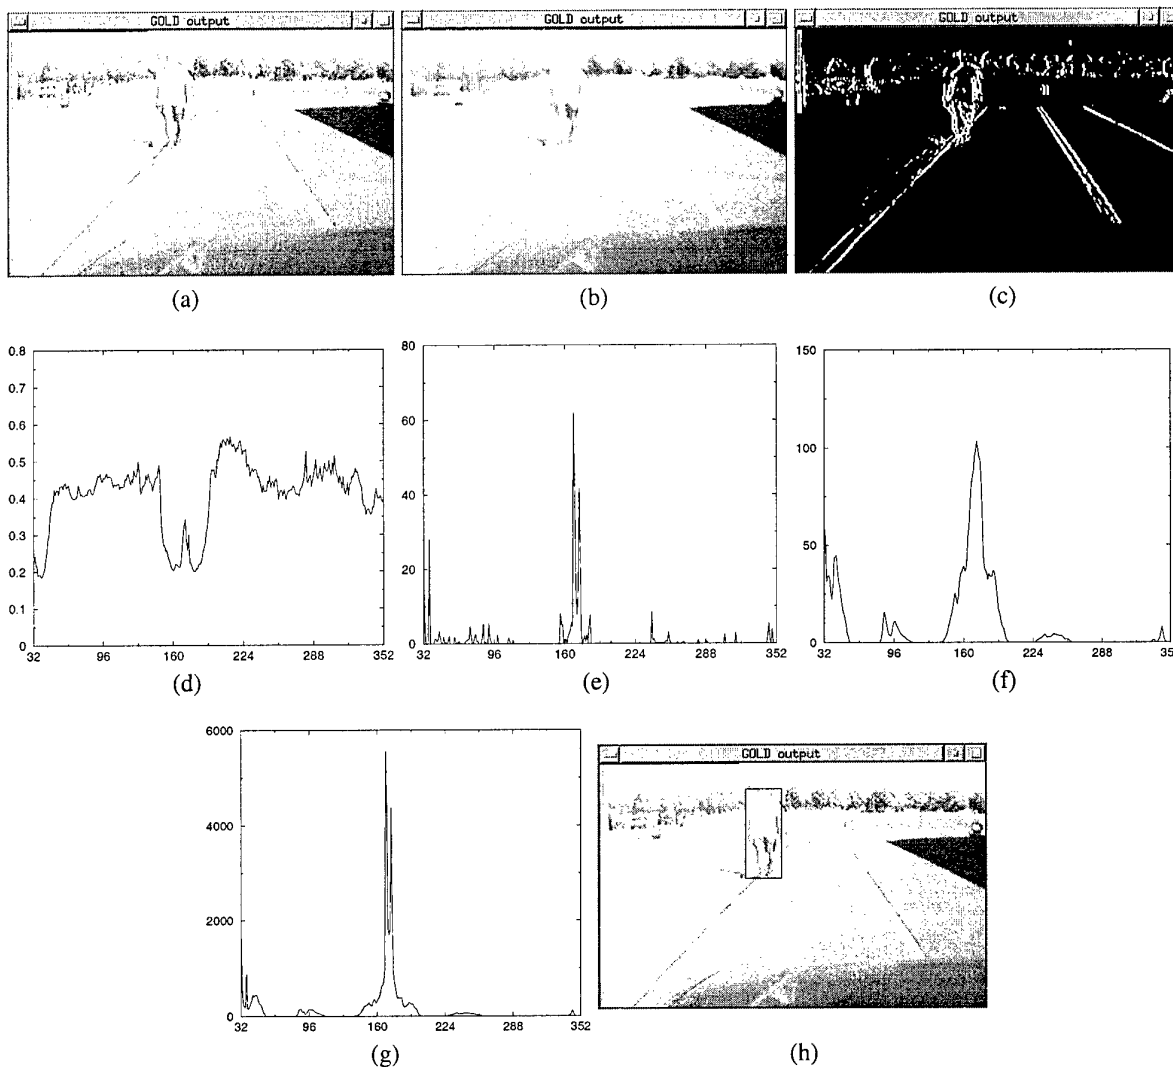 GOLD output GOLD output GOLD output
(a) (b) (c)
0.8
0.7
0.6
0.5
0.4
0.3
0.2
0.1
0
32 96 160 224 288 352
(d)
80
60
40
20
0
32 96 160 224 288 352
(e)
150
100
50
0
32 96 160 224 288 35
(f)
6000
4000
2000
0
32 96 160 224 288 352
(g)
GOLD output
(h)